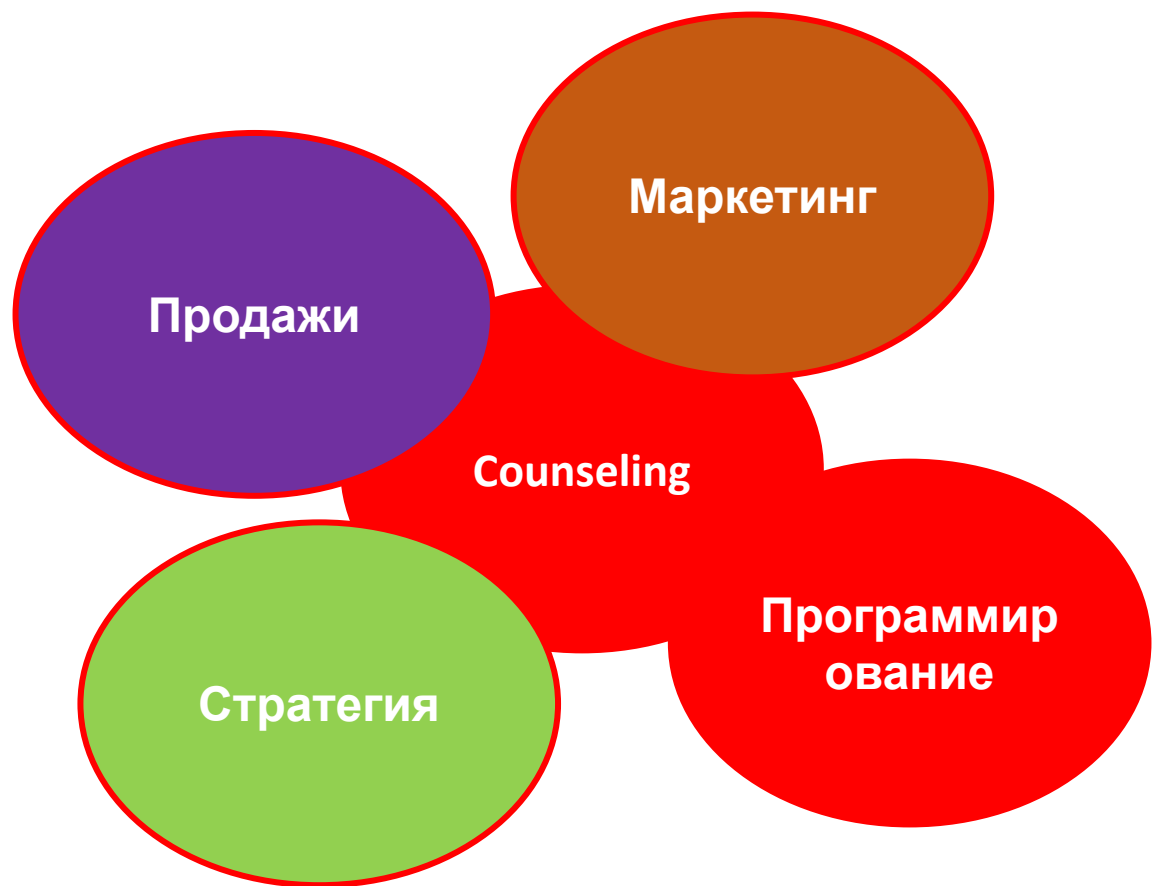 Маркетинг
Продажи
Counseling
Программир
ование
Стратегия